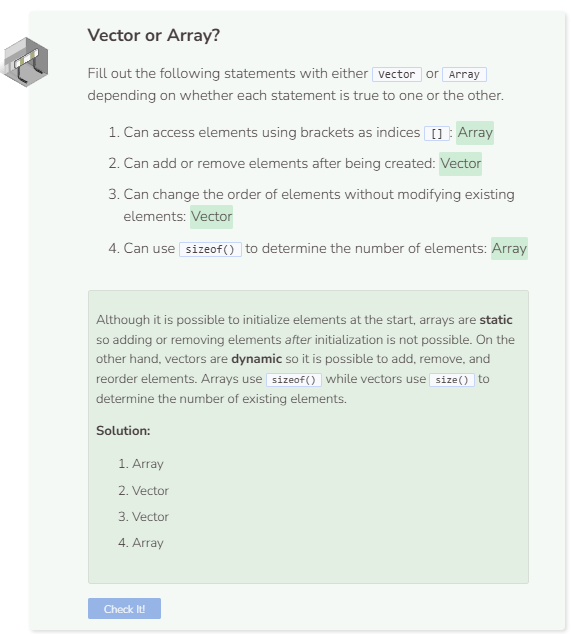 Vector or Array?
Fill out the following statements with either Vector or Array
depending on whether each statement is true to one or the other.
1. Can access elements using brackets as indices []: Array
2. Can add or remove elements after being created: Vector
3. Can change the order of elements without modifying existing
elements: Vector
4. Can use sizeof() to determine the number of elements: Array
Although it is possible to initialize elements at the start, arrays are static
so adding or removing elements after initialization is not possible. On the
other hand, vectors are dynamic so it is possible to add, remove, and
reorder elements. Arrays use sizeof() while vectors use size() to
determine the number of existing elements.
Solution:
1. Array
2. Vector
3. Vector
4. Array
Check It!